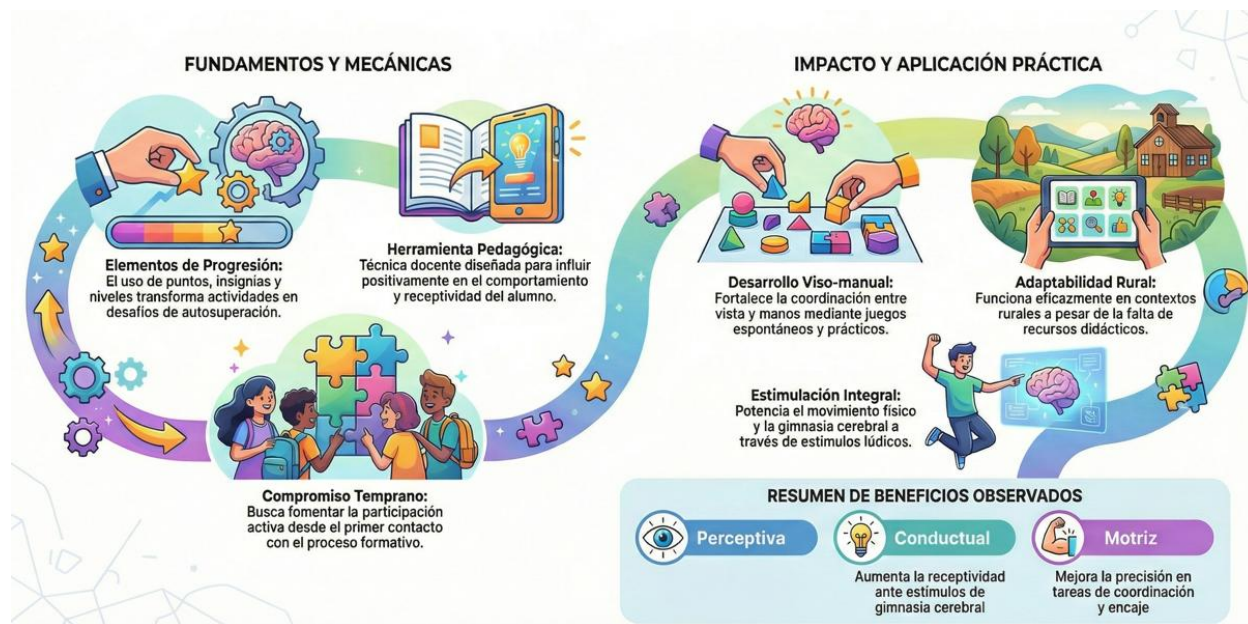 FUNDAMENTOS Y MECÁNICAS
Elementos de Progresión:
El uso de puntos, insignias y
niveles transforma actividades en
desafíos de autosuperación.
Herramienta Pedagógica:
Técnica docente diseñada para influir
positivamente en el comportamiento
y receptividad del alumno.
Compromiso Temprano:
Busca fomentar la participación
activa desde el primer contacto
con el proceso formativo.
IMPACTO Y APLICACIÓN PRÁCTICA
Desarrollo Viso-manual:
Fortalece la coordinación entre
vista y manos mediante juegos
espontáneos y prácticos.
Adaptabilidad Rural:
Funciona eficazmente en contextos
rurales a pesar de la falta de
recursos didácticos.
Estimulación Integral:
Potencia el movimiento físico
y la gimnasia cerebral a
través de estimulos lúdicos.
RESUMEN DE BENEFICIOS OBSERVADOS
Perceptiva
Conductual
Aumenta la receptividad
ante estímulos de
gimnasia cerebral
Motriz
Mejora la precisión en
tareas de coordinación
y encaje